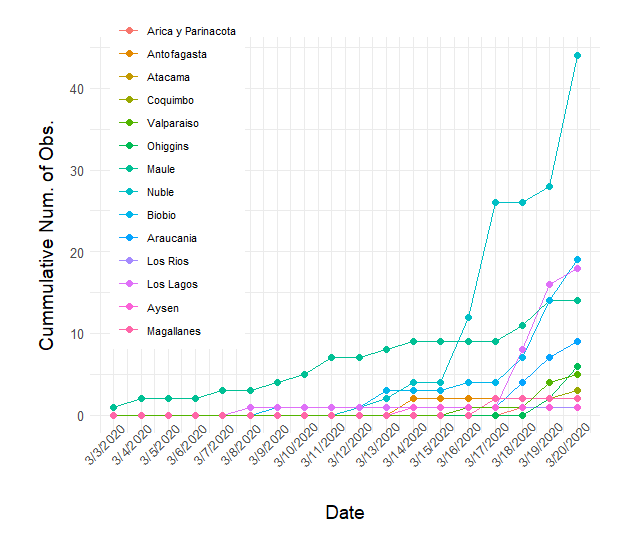 Arica y Parinacota
Antofagasta
Atacama
Coquimbo
Valparaiso
Ohiggins
Maule
Nuble
Biobio
Araucania
Los Rios
Los Lagos
Aysen
Magallanes
Cummulative Num. of Obs.
40
30
20
10
0
3/3/2020
3/4/2020
3/5/2020
3/6/2020
3/7/2020
3/8/2020
3/9/2020
3/10/2020
3/11/2020
3/12/2020
3/13/2020
3/14/2020
3/15/2020
3/16/2020
3/17/2020
3/18/2020
3/19/2020
3/20/2020
Date